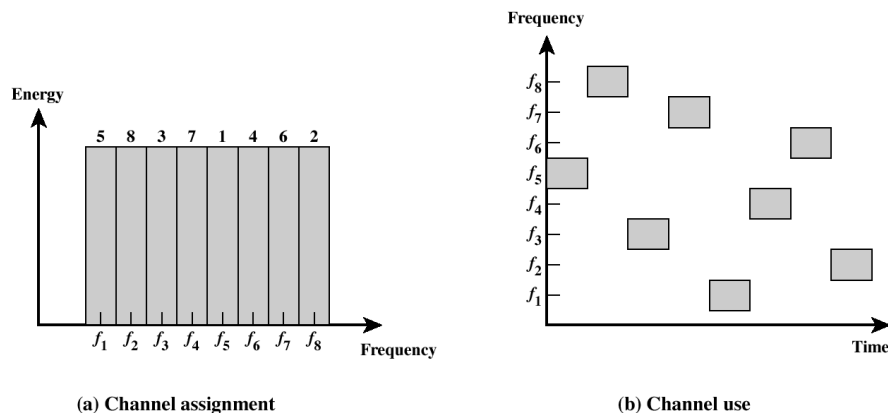 Energy
5 8 3 7 1 4 6 2
f1 f2 f3 f4 f5 f6 f7 f8
Frequency
(a) Channel assignment
Frequency
f8
f7
f6
f5
f4
f3
f2
f1
Time
(b) Channel use